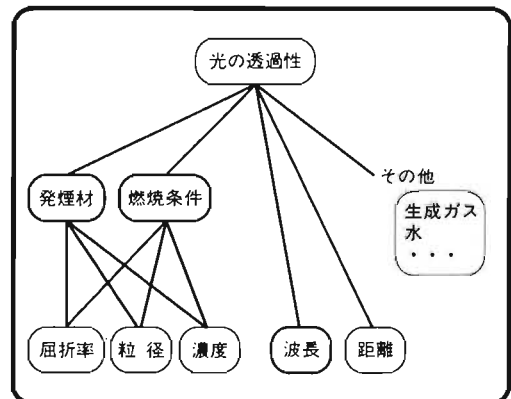 光の透過性
その他
発煙材
燃焼条件
生成ガス
水
・・・
屈折率
粒 径
濃度
波長
距離